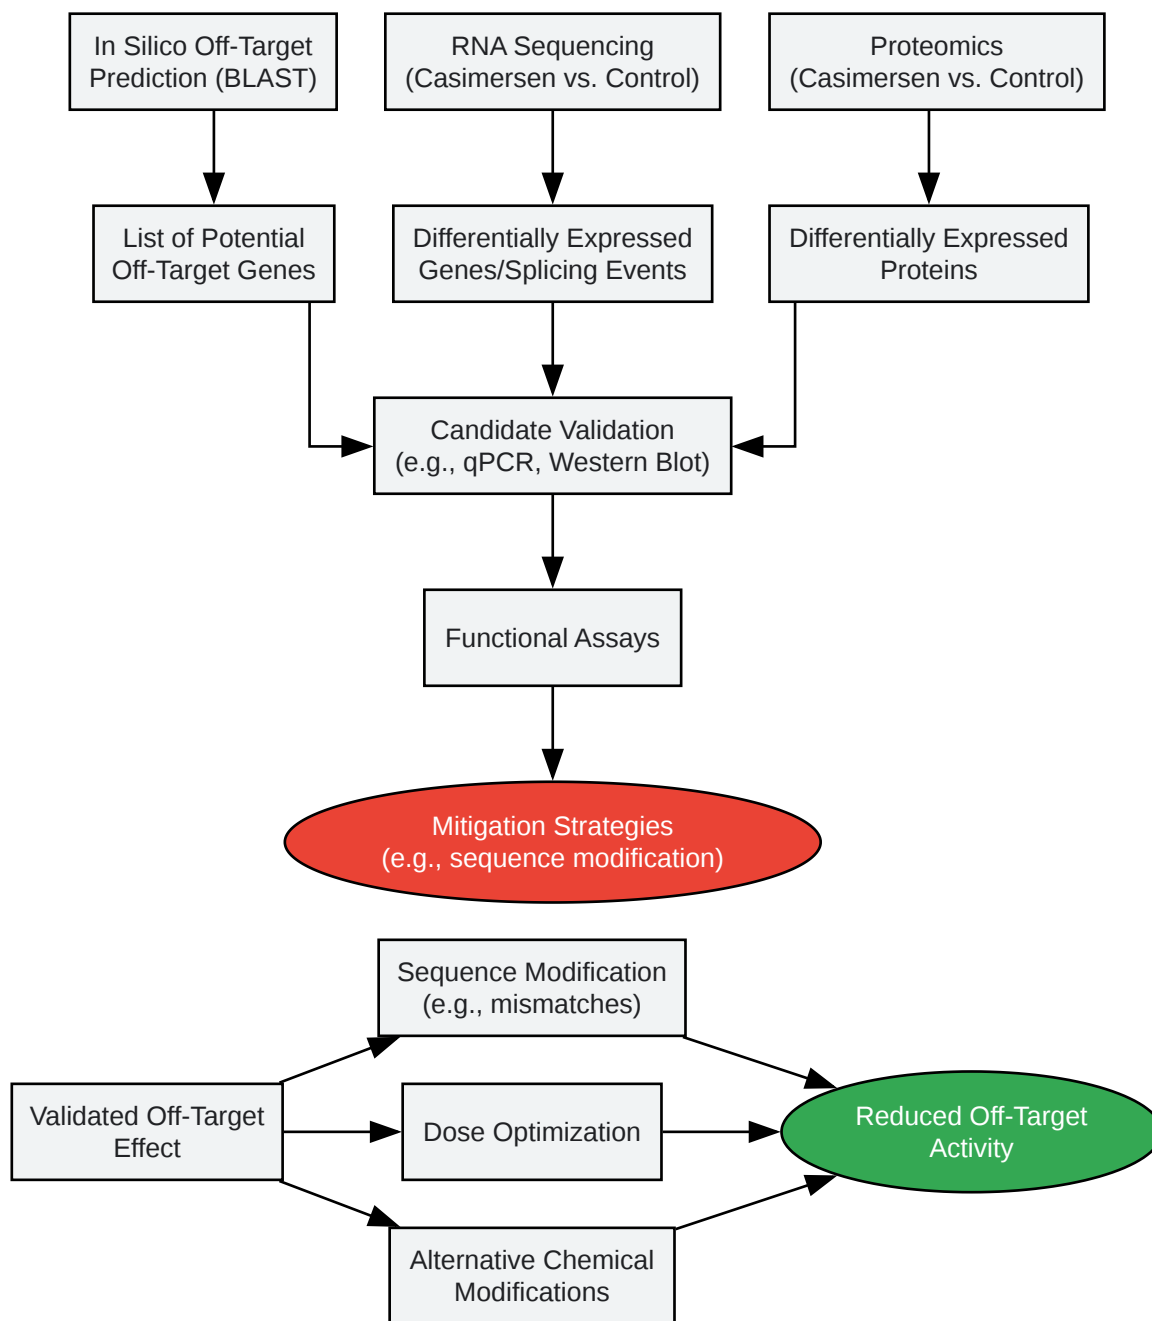 In Silico Off-Target
Prediction (BLAST)
RNA Sequencing
(Casimersen vs. Control)
Proteomics
(Casimersen vs. Control)
List of Potential
Off-Target Genes
Differentially Expressed
Genes/Splicing Events
Differentially Expressed
Proteins
Candidate Validation
(e.g., qPCR, Western Blot)
Functional Assays
Mitigation Strategies
(e.g., sequence modification)
Sequence Modification
(e.g., mismatches)
Validated Off-Target
Effect
Dose Optimization
Reduced Off-Target
Activity
Alternative Chemical
Modifications